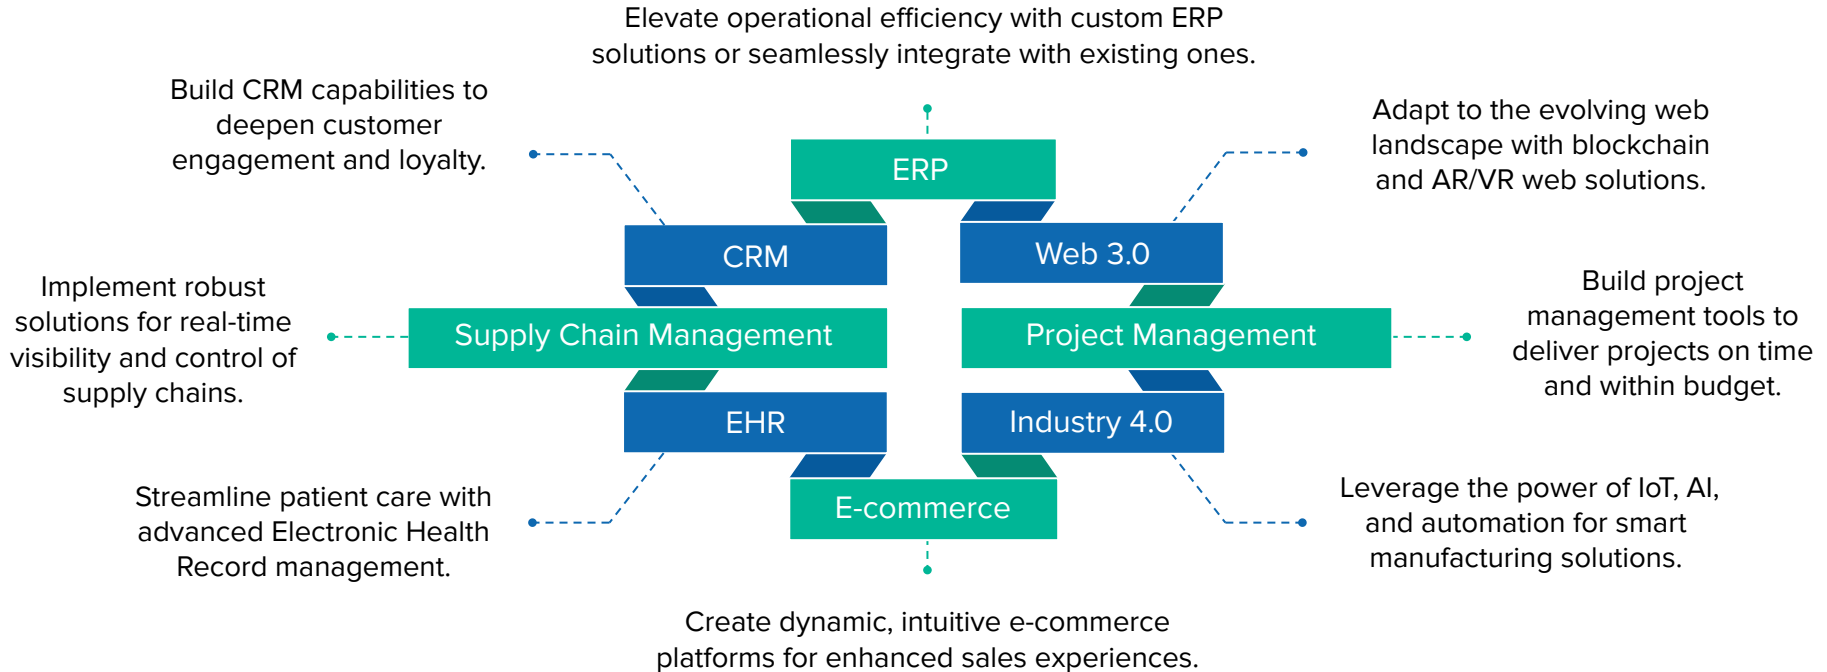 Elevate operational efficiency with custom ERP
solutions or seamlessly integrate with existing ones.
Build CRM capabilities to
deepen customer
engagement and loyalty.
Adapt to the evolving web
landscape with blockchain
and AR/VR web solutions.
ERP
CRM
Web 3.0
Implement robust
solutions for real-time
visibility and control of
supply chains.
Supply Chain Management
Project Management
Build project
management tools to
deliver projects on time
and within budget.
EHR
Industry 4.0
Streamline patient care with
advanced Electronic Health
Record management.
E-commerce
Leverage the power of IoT, AI,
and automation for smart
manufacturing solutions.
Create dynamic, intuitive e-commerce
platforms for enhanced sales experiences.